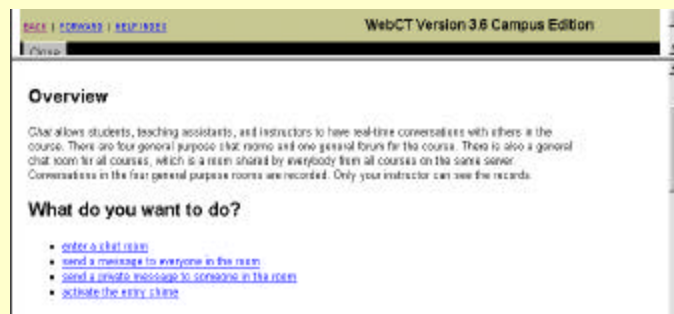 BACK | FORWARD | HELP INDEX
WebCT Version 3.6 Campus Edition
Close
Overview
Chat allows students, teaching assistants, and instructors to have real-time conversations with others in the
course. There are four general purpose chat rooms and one general forum for the course. There is also a general
chat room for all courses, which is a room shared by everybody from all courses on the same server.
Conversations in the four general purpose rooms are recorded. Only your instructor can see the records.
What do you want to do?
enter a chat room
send a message to everyone in the room
send a private message to someone in the room
activate the entry chime